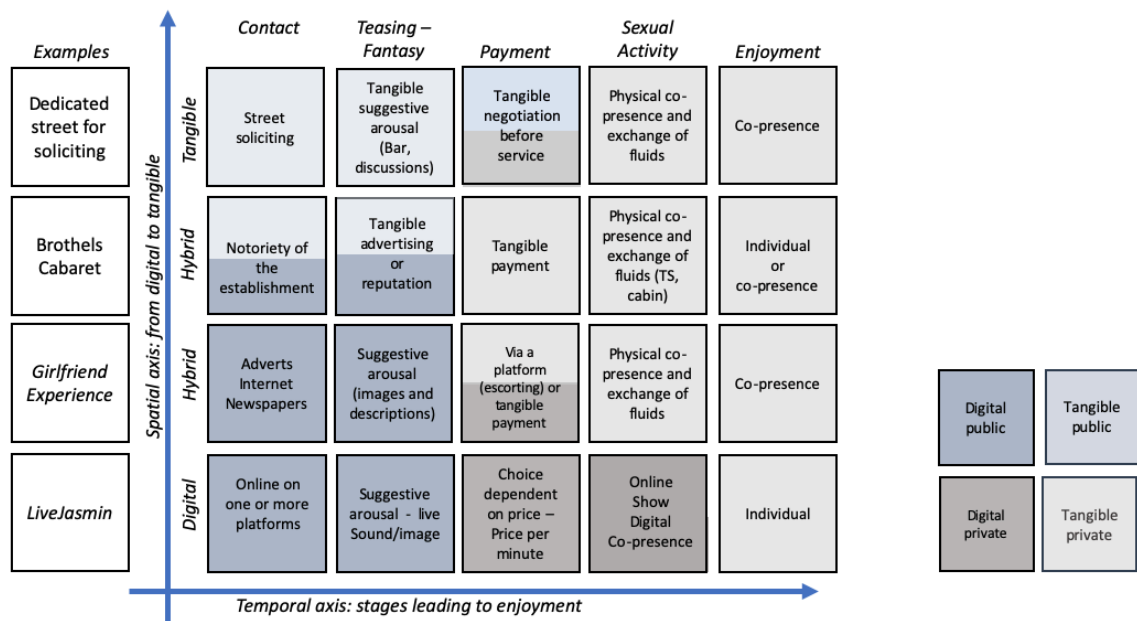 Examples
Contact
Teasing –
Fantasy
Payment
Sexual
Activity
Enjoyment
Spatial axis: from digital to tangible
Dedicated
street for
soliciting
Tangible
Street
soliciting
Tangible
suggestive
arousal
(Bar,
discussions)
Tangible
negotiation
before
service
Physical co-
presence and
exchange of
fluids
Co-presence
Brothels
Cabaret
Hybrid
Notoriety of
the
establishment
Tangible
advertising
or
reputation
Tangible
payment
Physical co-
presence and
exchange of
fluids (TS,
cabin)
Individual
or
co-presence
Girlfriend
Experience
Hybrid
Adverts
Internet
Newspapers
Suggestive
arousal
(images and
descriptions)
Via a
platform
(escorting) or
tangible
payment
Physical co-
presence and
exchange of
fluids
Co-presence
LiveJasmin
Digital
Online on
one or more
platforms
Suggestive
arousal - live
Sound/image
Choice
dependent
on price –
Price per
minute
Online
Show
Digital
Co-presence
Individual
Temporal axis: stages leading to enjoyment
Digital
public
Tangible
public
Digital
private
Tangible
private